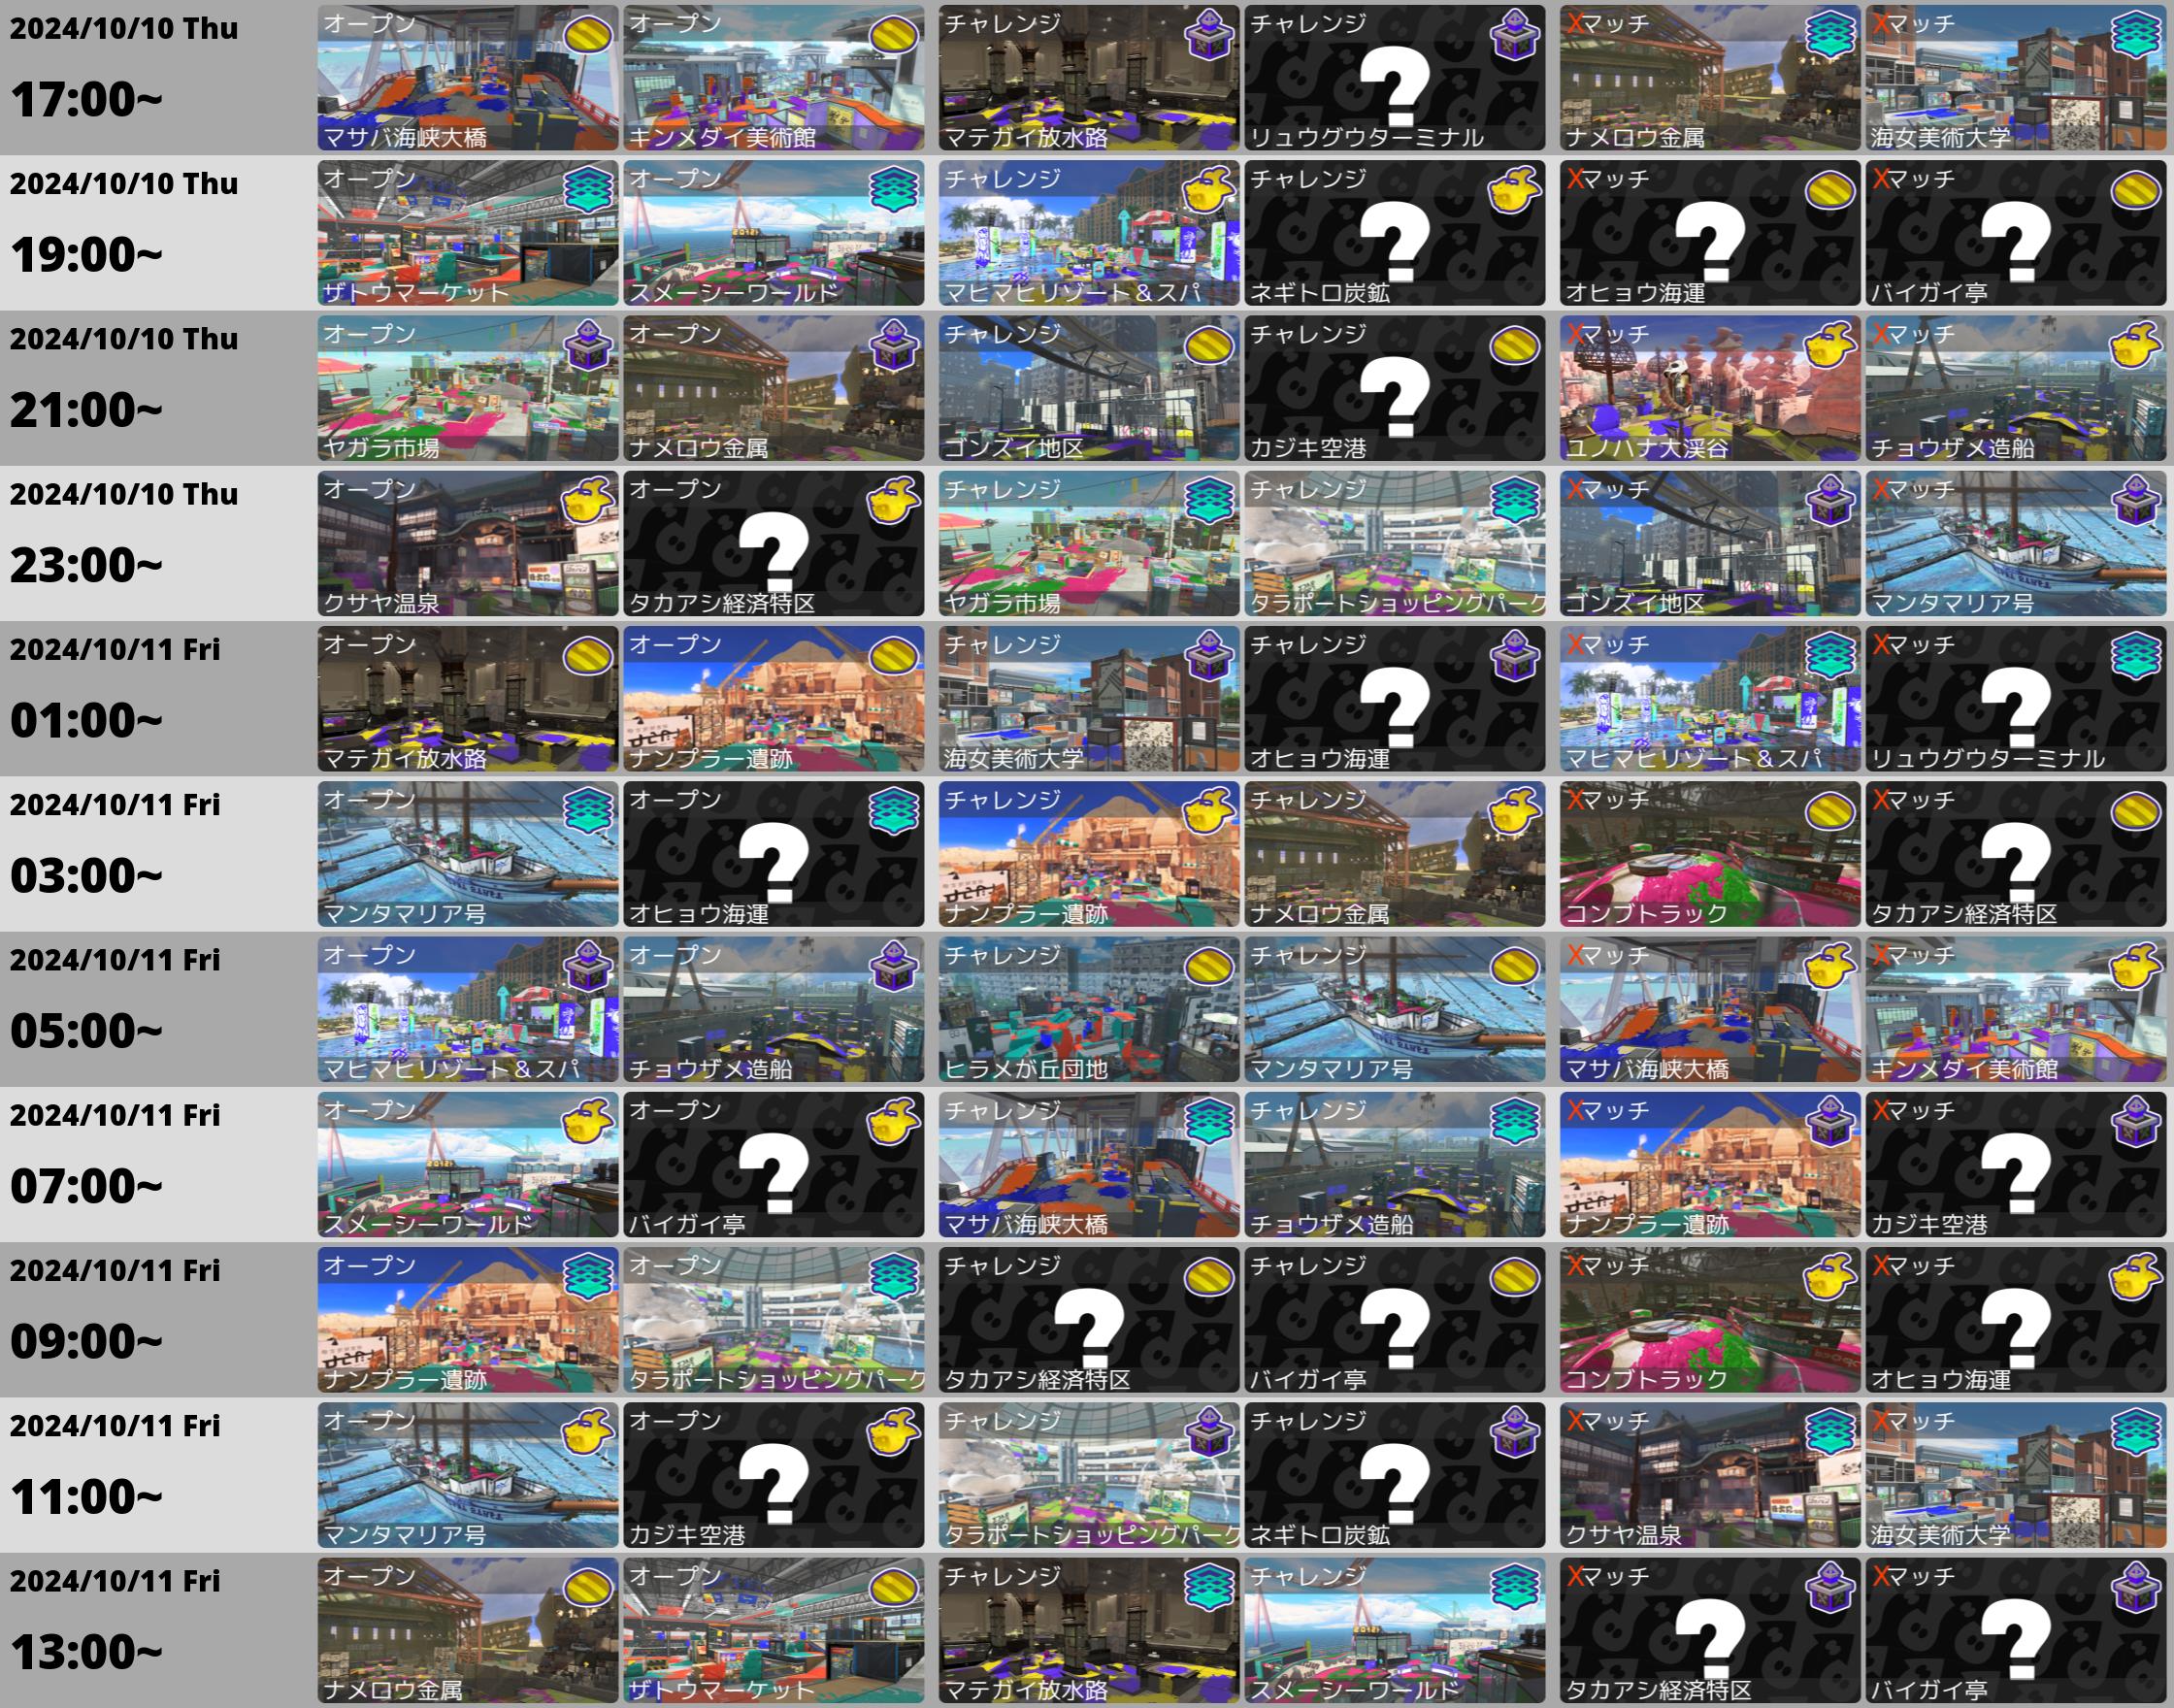 2024/10/10 Thu
17:00~
オープン
マサバ海峡大橋
オープン
キンメダイ美術館
チャレンジ
マテガイ放水路
チャレンジ
?
リュウグウターミナル
Xマッチ
ナメロウ金属
Xマッチ
海女美術大学
2024/10/10 Thu
19:00~
オープン
ザトウマーケット
オープン
スメーシーワールド
チャレンジ
マヒマヒリゾート&スパ
チャレンジ
?
ネギトロ炭鉱
Xマッチ
?
オヒョウ海運
Xマッチ
?
バイガイ亭
2024/10/10 Thu
21:00~
オープン
ヤガラ市場
オープン
ナメロウ金属
チャレンジ
ゴンズイ地区
チャレンジ
?
カジキ空港
Xマッチ
ユノハナ大渓谷
Xマッチ
チョウザメ造船
2024/10/10 Thu
23:00~
オープン
クサヤ温泉
オープン
?
タカアシ経済特区
チャレンジ
ヤガラ市場
チャレンジ
タラポートショッピングパーク
Xマッチ
ゴンズイ地区
Xマッチ
マンタマリア号
2024/10/11 Fri
01:00~
オープン
マテガイ放水路
オープン
ナンプラー遺跡
チャレンジ
海女美術大学
チャレンジ
?
オヒョウ海運
Xマッチ
マヒマヒリゾート&スパ
Xマッチ
?
リュウグウターミナル
2024/10/11 Fri
03:00~
オープン
マンタマリア号
オープン
?
オヒョウ海運
チャレンジ
ナンプラー遺跡
チャレンジ
ナメロウ金属
Xマッチ
コンブトラック
Xマッチ
?
タカアシ経済特区
2024/10/11 Fri
05:00~
オープン
マヒマヒリゾート&スパ
オープン
チョウザメ造船
チャレンジ
ヒラメが丘団地
チャレンジ
マンタマリア号
Xマッチ
マサバ海峡大橋
Xマッチ
キンメダイ美術館
2024/10/11 Fri
07:00~
オープン
スメーシーワールド
オープン
?
バイガイ亭
チャレンジ
マサバ海峡大橋
チャレンジ
チョウザメ造船
Xマッチ
ナンプラー遺跡
Xマッチ
?
カジキ空港
2024/10/11 Fri
09:00~
オープン
ナンプラー遺跡
オープン
タラポートショッピングパーク
チャレンジ
?
タカアシ経済特区
チャレンジ
?
バイガイ亭
Xマッチ
コンブトラック
Xマッチ
?
オヒョウ海運
2024/10/11 Fri
11:00~
オープン
マンタマリア号
オープン
?
カジキ空港
チャレンジ
タラポートショッピングパーク
チャレンジ
?
ネギトロ炭鉱
Xマッチ
クサヤ温泉
Xマッチ
海女美術大学
2024/10/11 Fri
13:00~
オープン
ナメロウ金属
オープン
ザトウマーケット
チャレンジ
マテガイ放水路
チャレンジ
スメーシーワールド
Xマッチ
?
タカアシ経済特区
Xマッチ
?
バイガイ亭